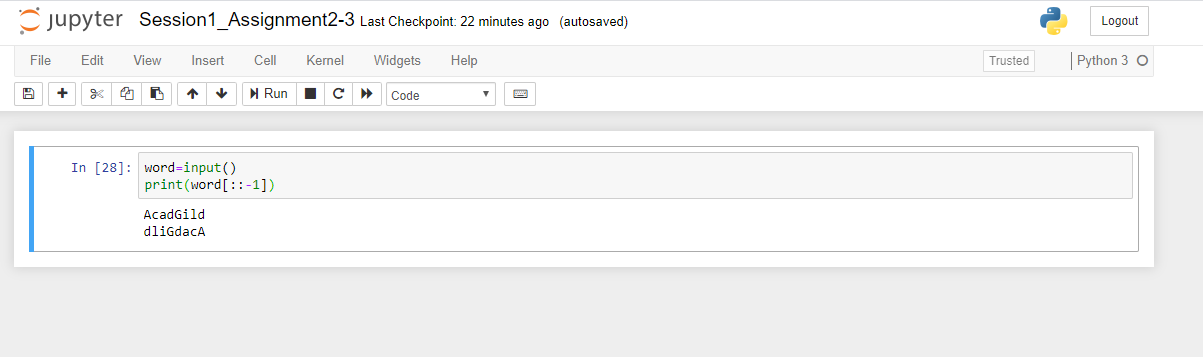 jupyter Session1_Assignment2-3 Last Checkpoint: 22 minutes ago (autosaved) Logout
File Edit View Insert Cell Kernel Widgets Help Trusted Python 3
Run Code
In [28]: word=input()
print(word[::-1])
AcadGild
dliGdacA